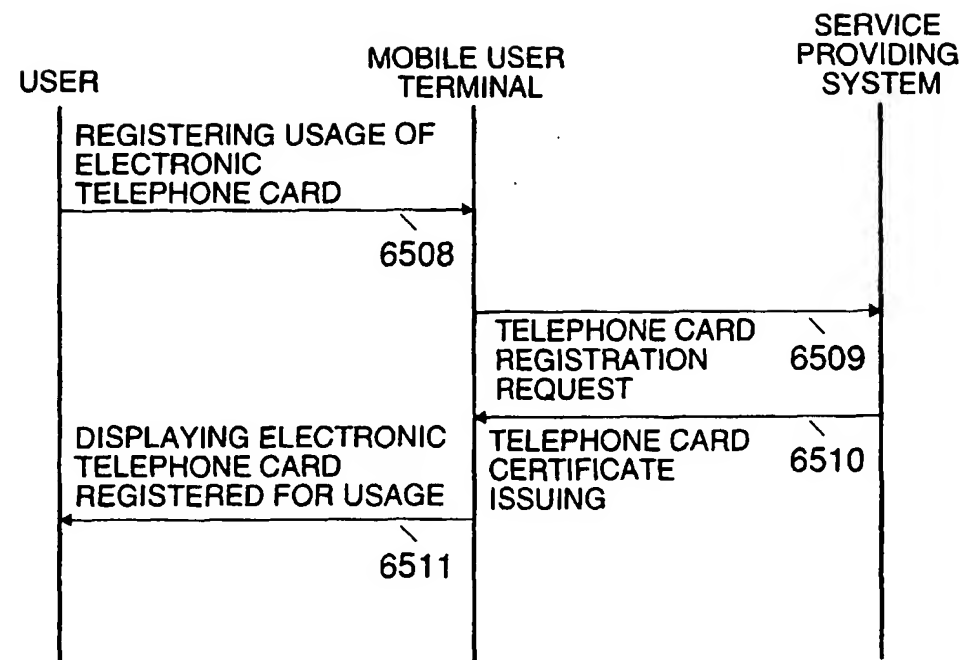 USER
MOBILE USER
TERMINAL
SERVICE
PROVIDING
SYSTEM
REGISTERING USAGE OF
ELECTRONIC
TELEPHONE CARD
6508
TELEPHONE CARD
REGISTRATION
REQUEST
6509
TELEPHONE CARD
CERTIFICATE
ISSUING
6510
DISPLAYING ELECTRONIC
TELEPHONE CARD
REGISTERED FOR USAGE
6511